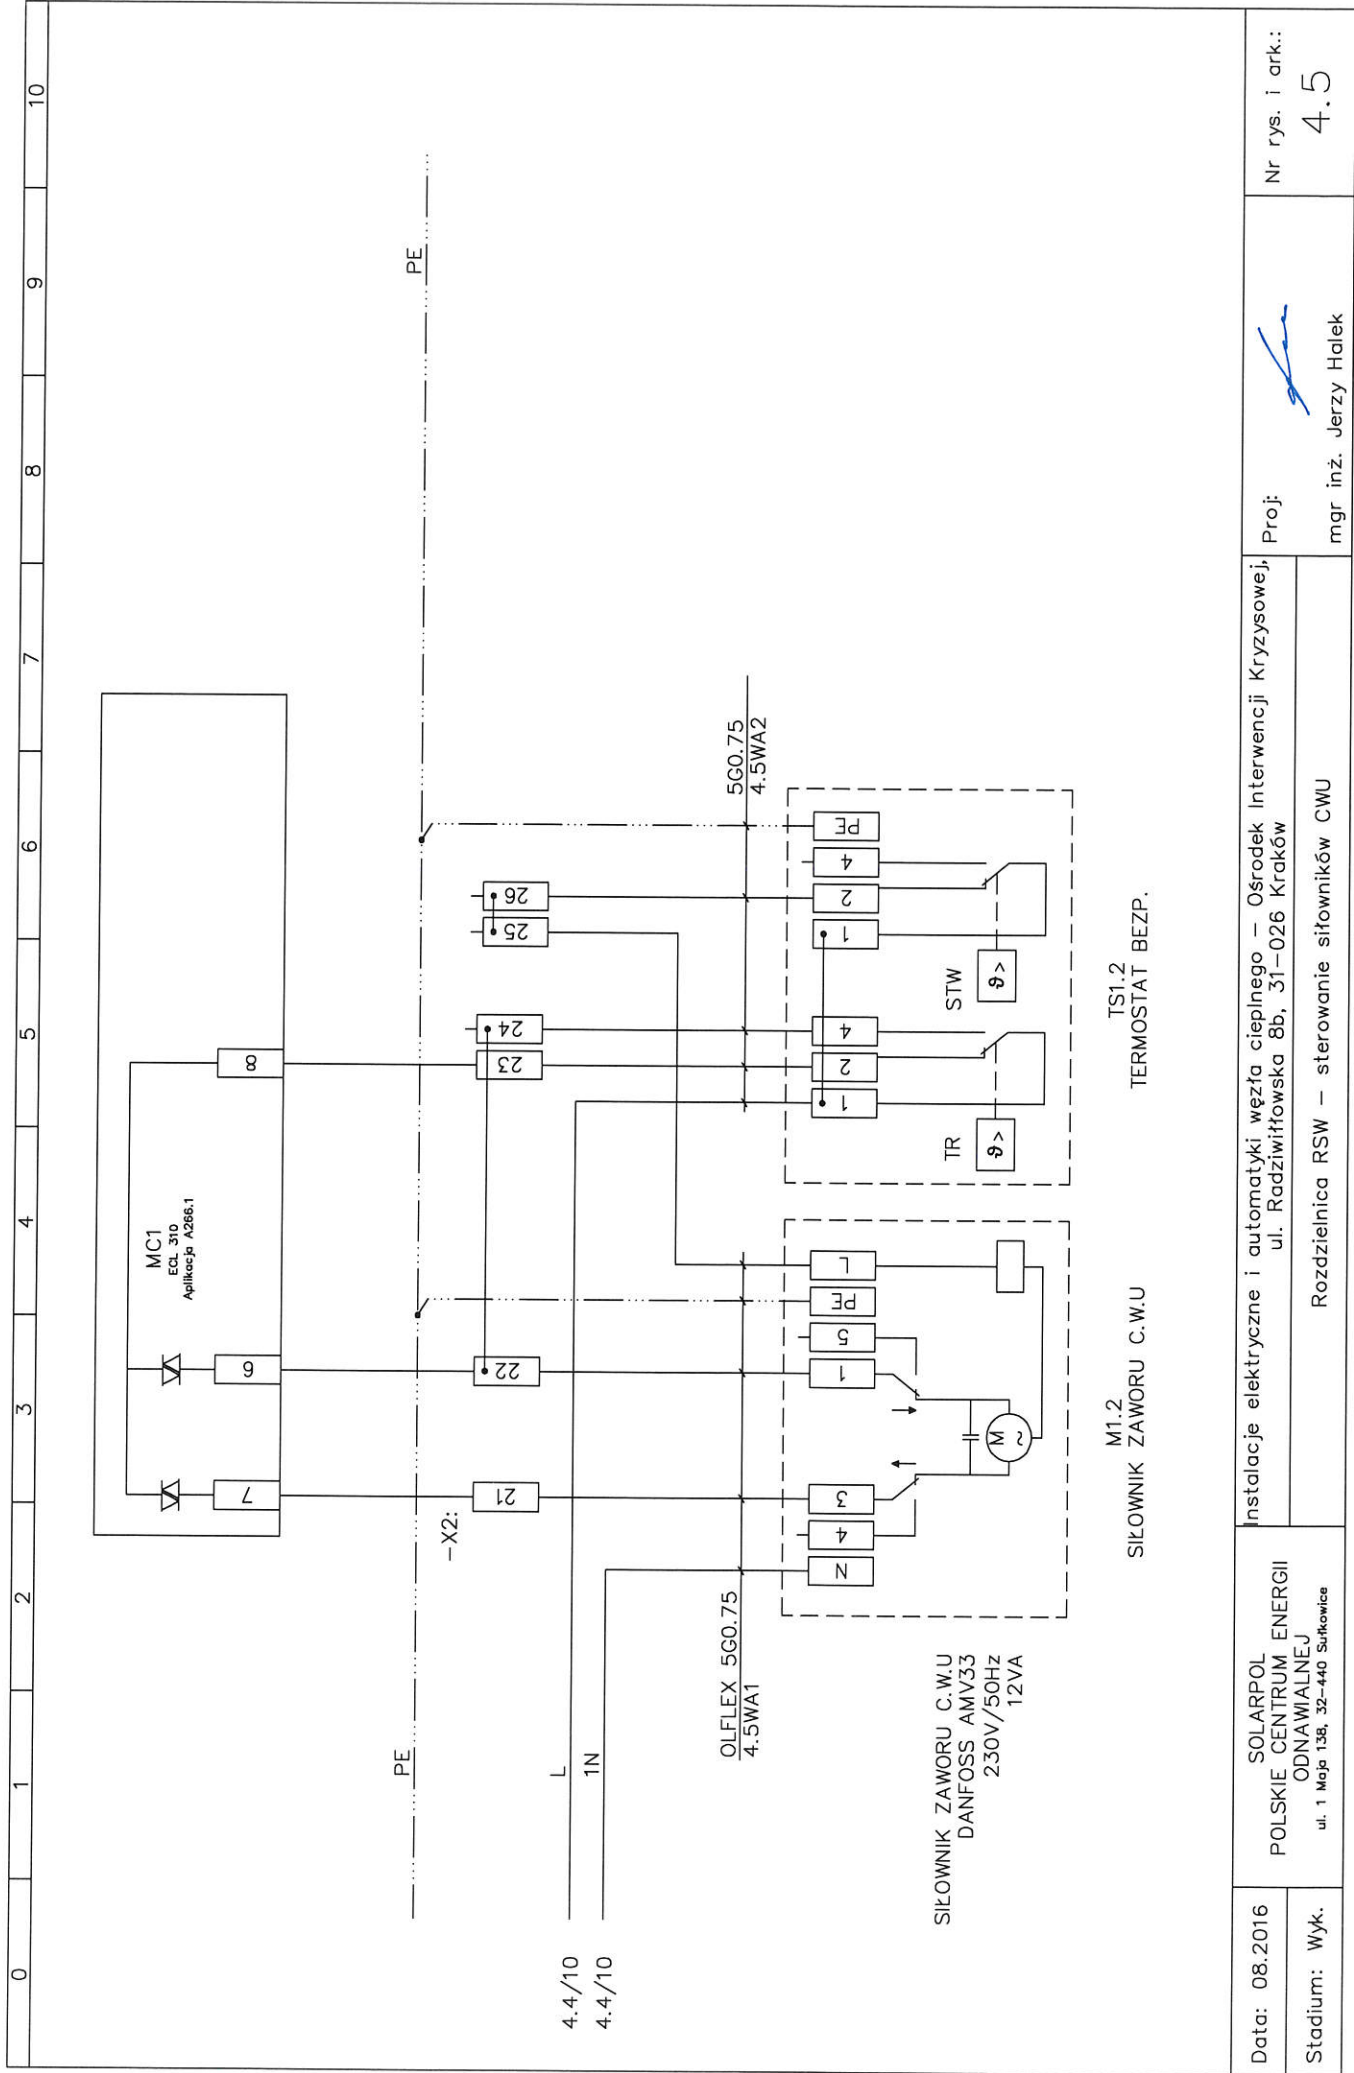 0 1 2 3 4 5 6 7 8 9 10
MC1
ECL 310
Aplikacja A266.1
7 6 8
PE PE
-X2:
21 22 23 24 25 26
4.4/10 L
4.4/10 1N
OLFLEX 5G0.75
4.5WA1
5G0.75
4.5WA2
N 4 3 1 5 PE L
1 2 4 1 2 4 PE
TR STW
ϑ> ϑ>
M
~
SIŁOWNIK ZAWORU C.W.U
DANFOSS AMV33
230V/50Hz
12VA
M1.2
SIŁOWNIK ZAWORU C.W.U
TS1.2
TERMOSTAT BEZP.
Data: 08.2016
Stadium: Wyk.
SOLARPOL
POLSKIE CENTRUM ENERGII
ODNAWIALNEJ
ul. 1 Maja 138, 32-440 Sułkowice
Instalacje elektryczne i automatyki węzła cieplnego - Ośrodek Interwencji Kryzysowej,
ul. Radziwiłłowska 8b, 31-026 Kraków
Rozdzielnica RSW - sterowanie siłowników CWU
Proj:
mgr inż. Jerzy Halek
Nr rys. i ark.:
4.5